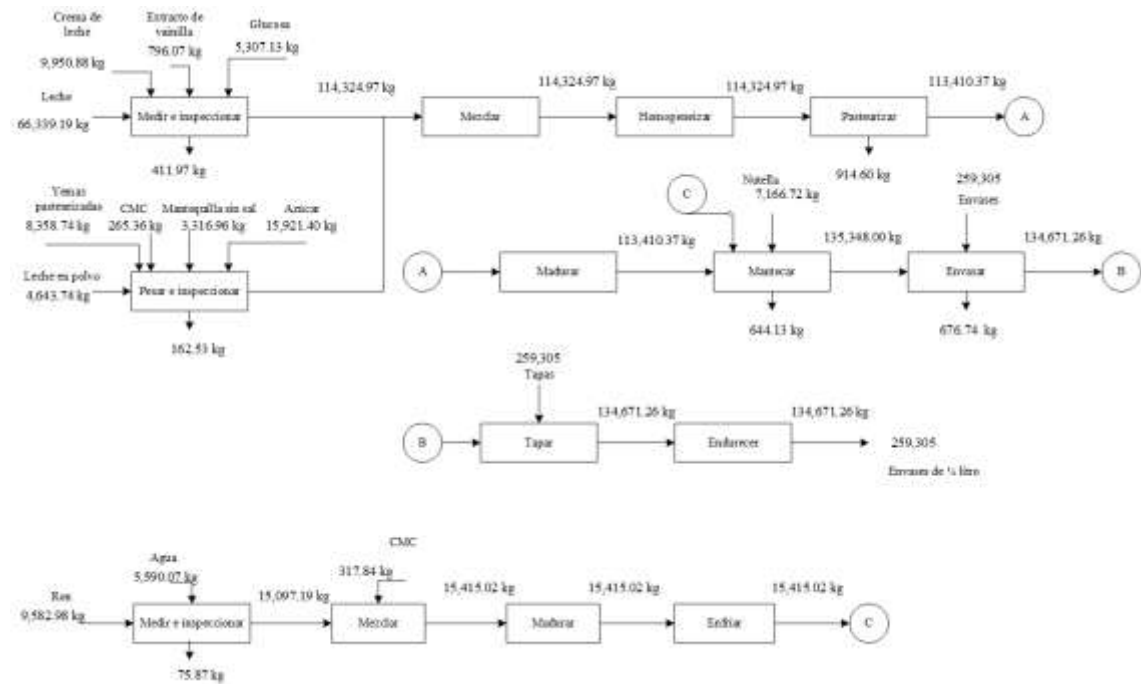 Crema de
leche
9,950.88 kg
Extracto de
vainilla
796.07 kg
Glucosa
5,307.13 kg
Leche
66,339.19 kg
Medir e inspeccionar
411.97 kg
114,324.97 kg
Mezclar
114,324.97 kg
Homogeneizar
114,324.97 kg
Pasteurizar
914.60 kg
113,410.37 kg
A
Yemas
pasteurizadas
8,358.74 kg
CMC
265.36 kg
Mantequilla sin sal
3,316.96 kg
Azúcar
15,921.40 kg
Leche en polvo
4,643.74 kg
Pesar e inspeccionar
162.53 kg
A
Madurar
113,410.37 kg
C
Nutella
7,166.72 kg
Mantecar
644.13 kg
135,348.00 kg
259,305
Envases
Envasar
676.74 kg
134,671.26 kg
B
B
259,305
Tapas
Tapar
134,671.26 kg
Endurecer
134,671.26 kg
259,305
Envases de ½ litro
9,582.98 kg
Agua
5,590.07 kg
Medir e inspeccionar
75.87 kg
15,097.19 kg
CMC
317.84 kg
Mezclar
15,415.02 kg
Madurar
15,415.02 kg
Enfriar
15,415.02 kg
C